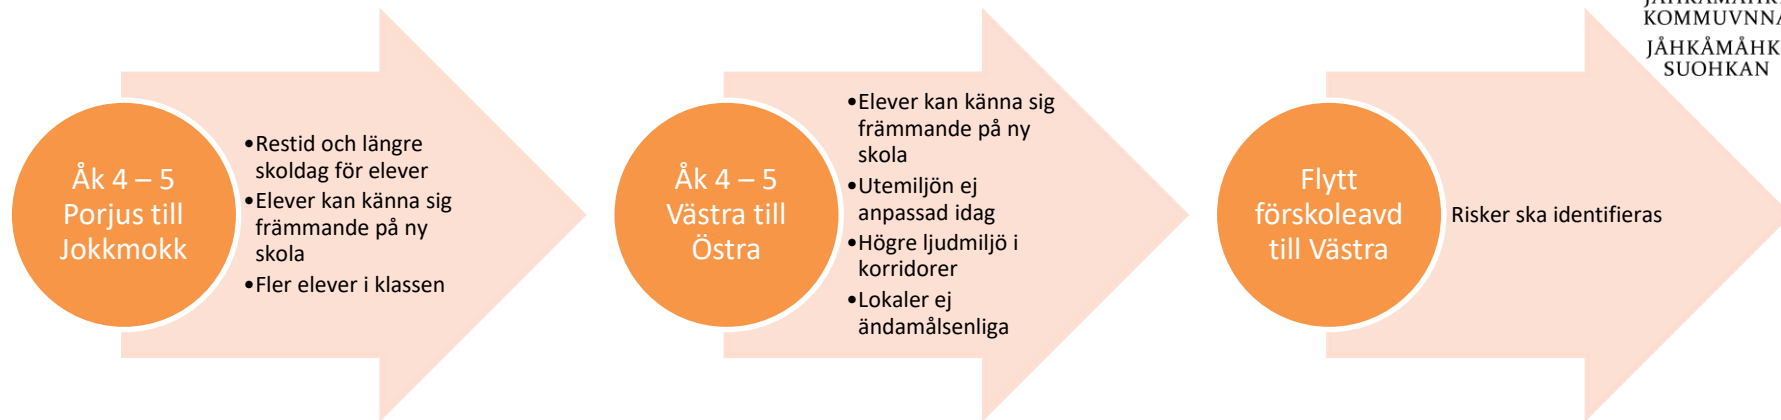 KOMMUVNNA
JÅHKÅMÅHK
SUOHKAN
Åk 4 – 5
Porjus till
Jokkmokk
•Restid och längre
skoldag för elever
•Elever kan känna sig
främmande på ny
skola
•Fler elever i klassen
Åk 4 – 5
Västra till
Östra
•Elever kan känna sig
främmande på ny
skola
•Utemiljön ej
anpassad idag
•Högre ljudmiljö i
korridorer
•Lokaler ej
ändamålsenliga
Flytt
förskoleavd
till Västra
Risker ska identifieras